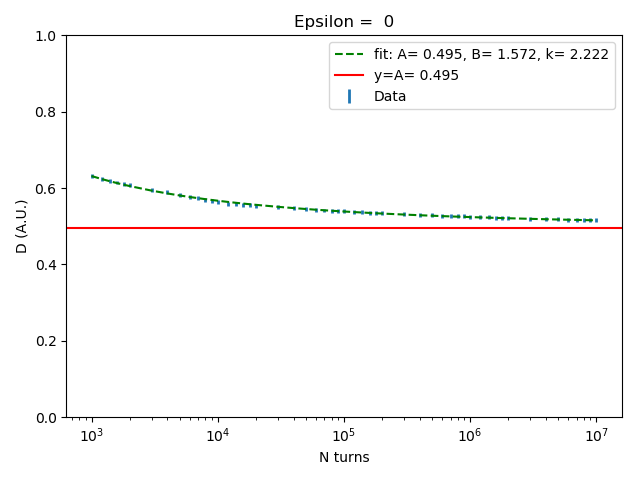 Epsilon =  0
fit: A= 0.495, B= 1.572, k= 2.222
y=A= 0.495
Data
D (A.U.)
1.0
0.8
0.6
0.4
0.2
0.0
10³ 10⁴ 10⁵ 10⁶ 10⁷
N turns